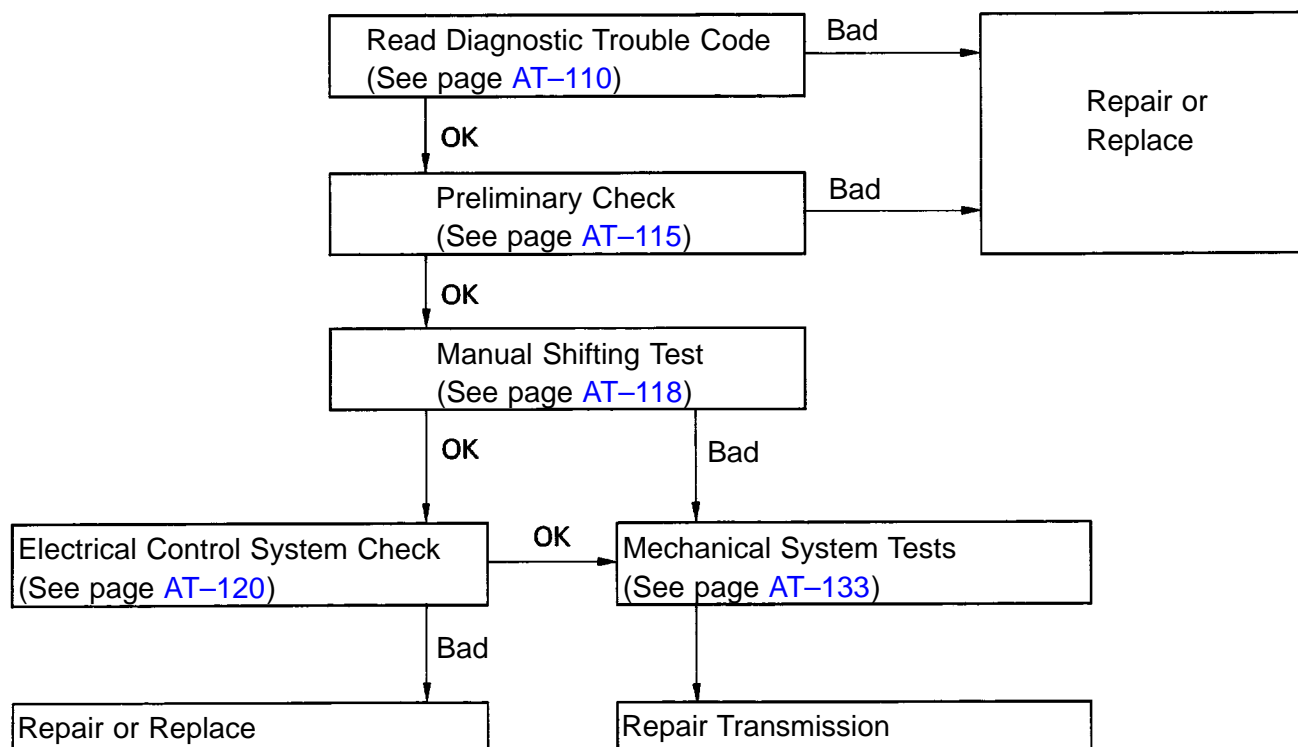 Read Diagnostic Trouble Code
(See page AT–110)
Bad
Repair or
Replace
OK
Preliminary Check
(See page AT–115)
Bad
OK
Manual Shifting Test
(See page AT–118)
OK
Bad
Electrical Control System Check
(See page AT–120)
OK
Mechanical System Tests
(See page AT–133)
Bad
Repair or Replace
Repair Transmission